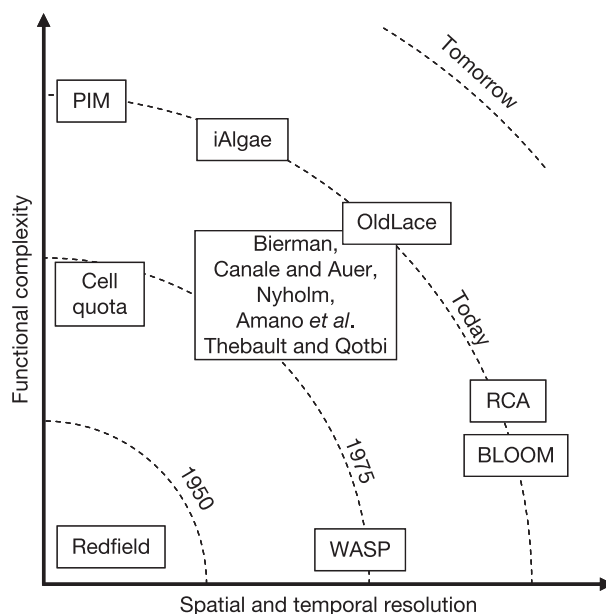 Tomorrow
PIM
iAlgae
OldLace
Bierman,
Canale and Auer,
Nyholm,
Amano et al.
Thebault and Qotbi
Cell
quota
Functional complexity
Today
RCA
BLOOM
1975
1950
Redfield
WASP
Spatial and temporal resolution